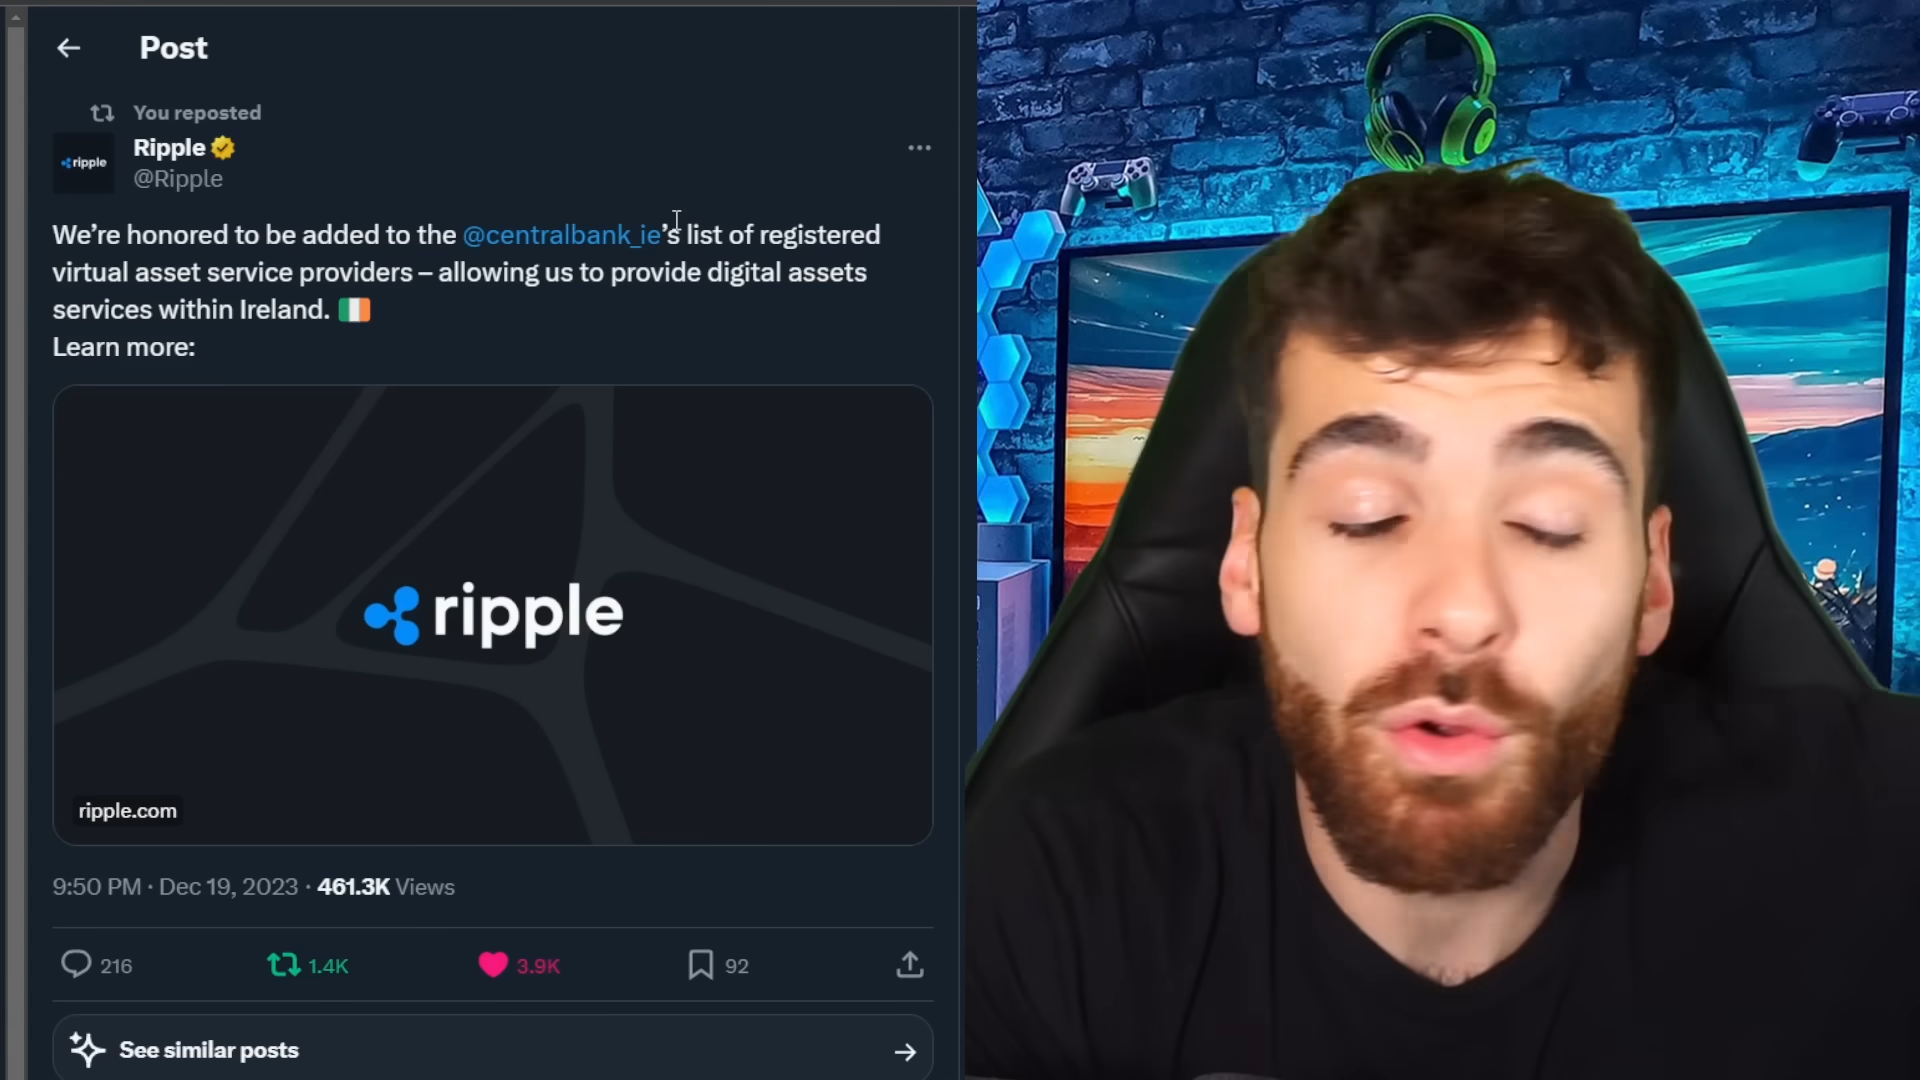 Post
You reposted
Ripple
ripple
@Ripple
We're honored to be added to the @centralbank_ie's list of registered
virtual asset service providers – allowing us to provide digital assets
services within Ireland. 🇮🇪
Learn more:
ripple
ripple.com
9:50 PM · Dec 19, 2023 · 461.3K Views
216 1.4K 3.9K 92
See similar posts